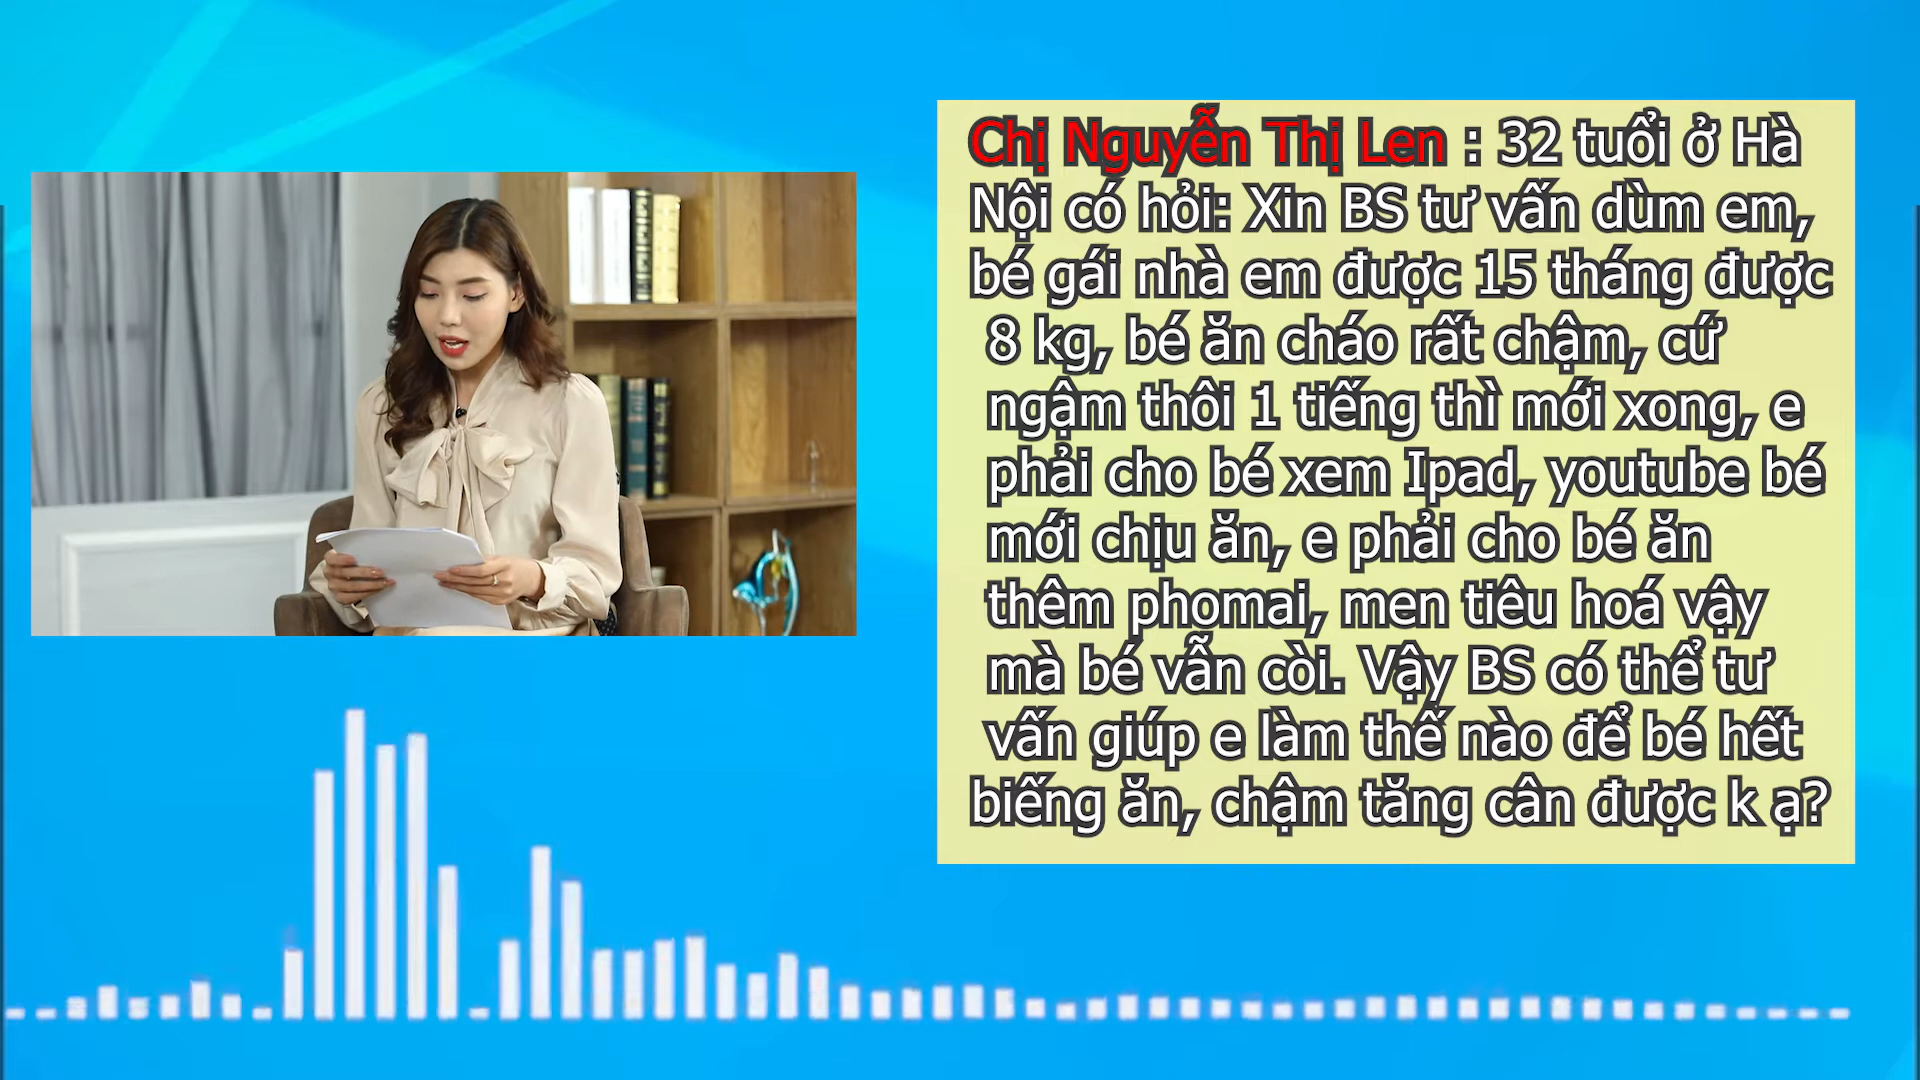 Chị Nguyễn Thị Len : 32 tuổi ở Hà
Nội có hỏi: Xin BS tư vấn dùm em,
bé gái nhà em được 15 tháng được
8 kg, bé ăn cháo rất chậm, cứ
ngậm thôi 1 tiếng thì mới xong, e
phải cho bé xem Ipad, youtube bé
mới chịu ăn, e phải cho bé ăn
thêm phomai, men tiêu hoá vậy
mà bé vẫn còi. Vậy BS có thể tư
vấn giúp e làm thế nào để bé hết
biếng ăn, chậm tăng cân được k ạ?